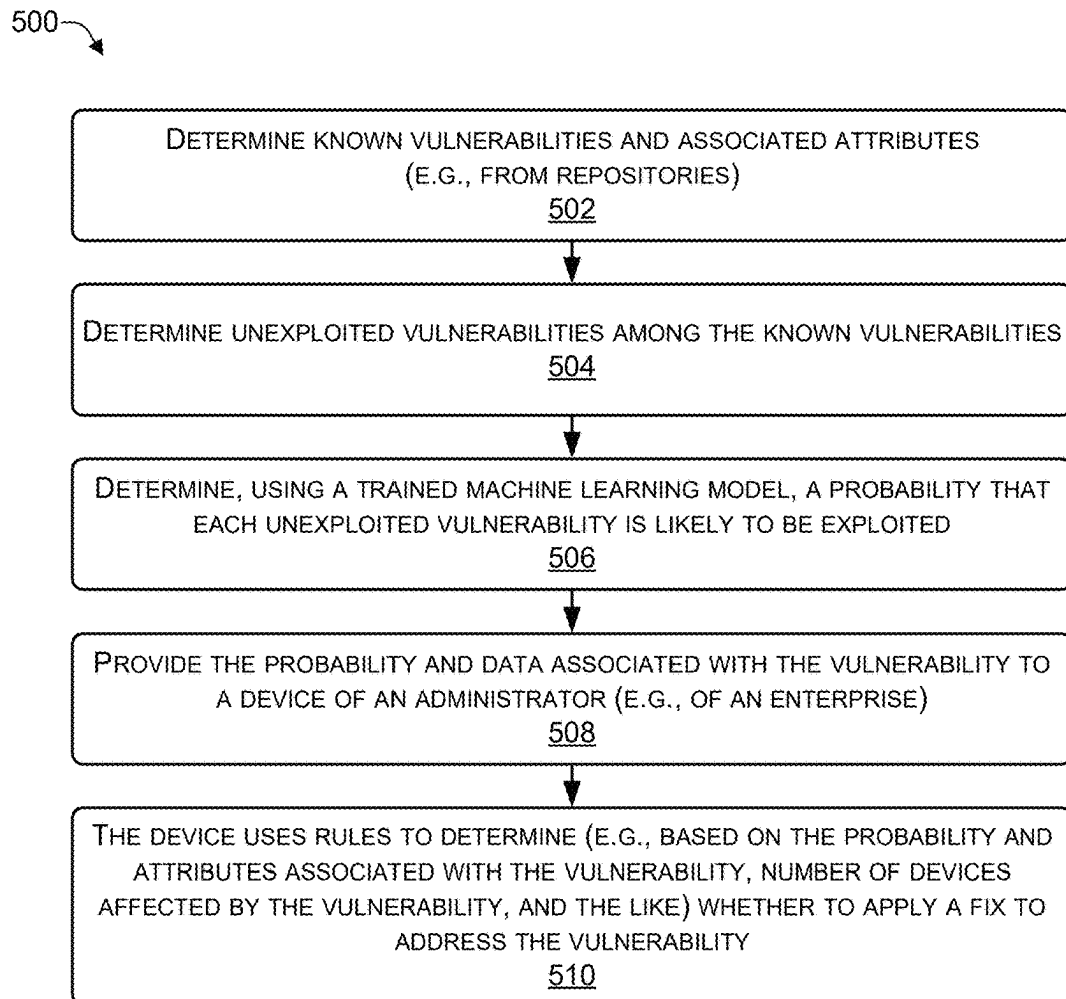 500
DETERMINE KNOWN VULNERABILITIES AND ASSOCIATED ATTRIBUTES
(E.G., FROM REPOSITORIES)
502
DETERMINE UNEXPLOITED VULNERABILITIES AMONG THE KNOWN VULNERABILITIES
504
DETERMINE, USING A TRAINED MACHINE LEARNING MODEL, A PROBABILITY THAT
EACH UNEXPLOITED VULNERABILITY IS LIKELY TO BE EXPLOITED
506
PROVIDE THE PROBABILITY AND DATA ASSOCIATED WITH THE VULNERABILITY TO
A DEVICE OF AN ADMINISTRATOR (E.G., OF AN ENTERPRISE)
508
THE DEVICE USES RULES TO DETERMINE (E.G., BASED ON THE PROBABILITY AND
ATTRIBUTES ASSOCIATED WITH THE VULNERABILITY, NUMBER OF DEVICES
AFFECTED BY THE VULNERABILITY, AND THE LIKE) WHETHER TO APPLY A FIX TO
ADDRESS THE VULNERABILITY
510